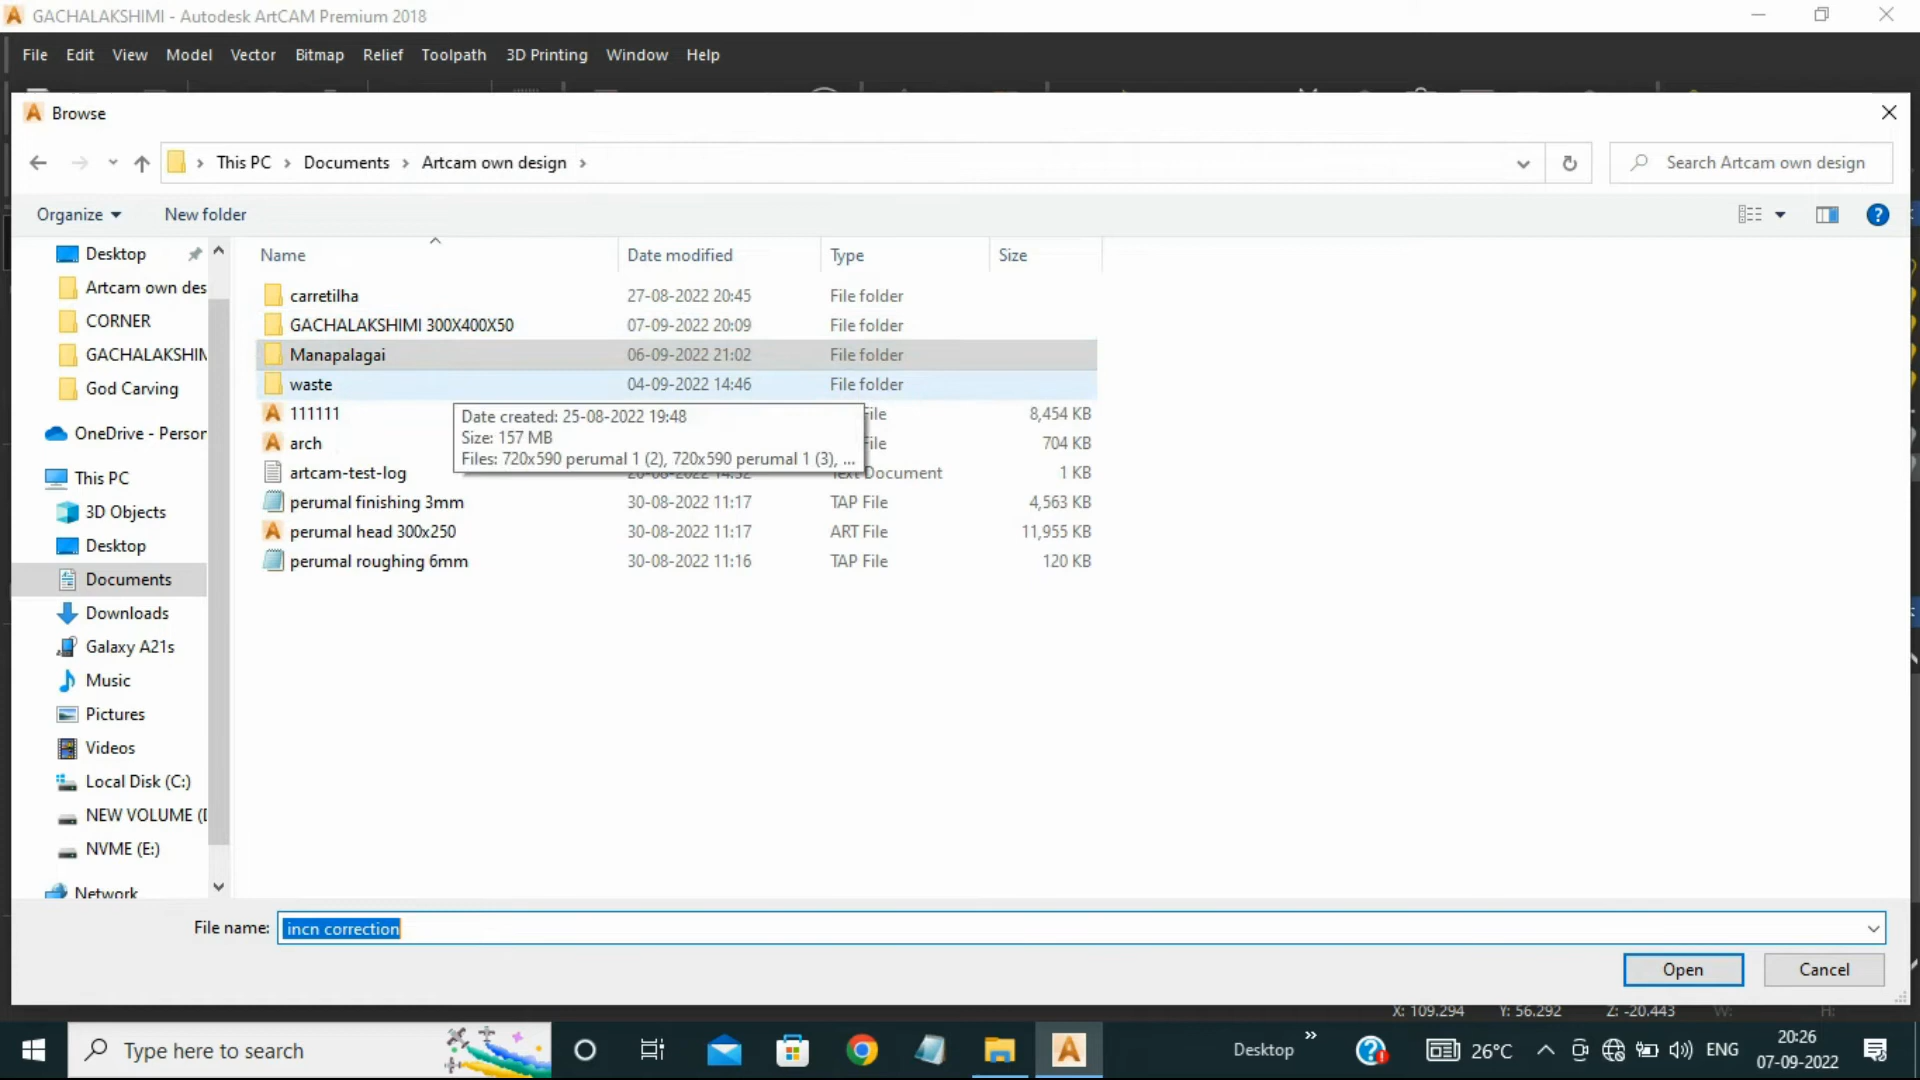 GACHALAKSHIMI - Autodesk ArtCAM Premium 2018
File Edit View Model Vector Bitmap Relief Toolpath 3D Printing Window Help
Browse
This PC > Documents > Artcam own design >
Search Artcam own design
Organize New folder
Name Date modified Type Size
Desktop
Artcam own des
CORNER
GACHALAKSHIN
God Carving
OneDrive - Person
This PC
3D Objects
Desktop
Documents
Downloads
Galaxy A21s
Music
Pictures
Videos
Local Disk (C:)
NEW VOLUME (D
NVME (E:)
Network
carretilha 27-08-2022 20:45 File folder
GACHALAKSHIMI 300X400X50 07-09-2022 20:09 File folder
Manapalagai 06-09-2022 21:02 File folder
waste 04-09-2022 14:46 File folder
111111 File 8,454 KB
arch File 704 KB
artcam-test-log Text Document 1 KB
perumal finishing 3mm 30-08-2022 11:17 TAP File 4,563 KB
perumal head 300x250 30-08-2022 11:17 ART File 11,955 KB
perumal roughing 6mm 30-08-2022 11:16 TAP File 120 KB
Date created: 25-08-2022 19:48
Size: 157 MB
Files: 720x590 perumal 1 (2), 720x590 perumal 1 (3), ...
File name: incn correction
Open Cancel
X: 109.294 Y: 56.292 Z: -20.443 W: H:
Type here to search
Desktop 26°C ENG
20:26
07-09-2022